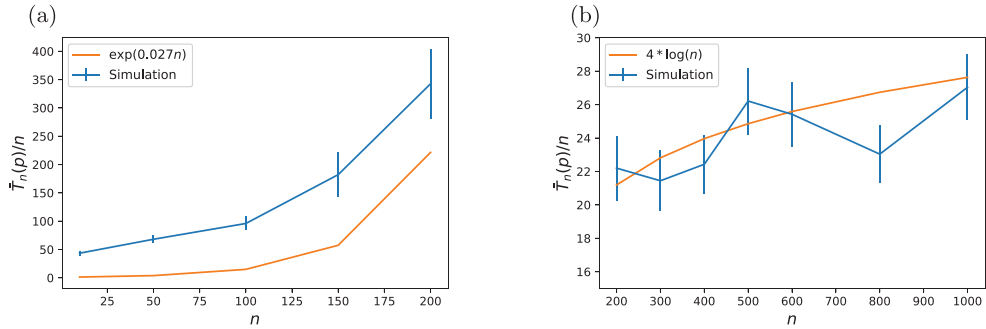 (a)
exp(0.027n)
Simulation
400
350
300
250
200
150
100
50
0
T̄ₙ(p)/n
25 50 75 100 125 150 175 200
n
(b)
4 * log(n)
Simulation
30
28
26
24
22
20
18
16
T̄ₙ(p)/n
200 300 400 500 600 700 800 900 1000
n